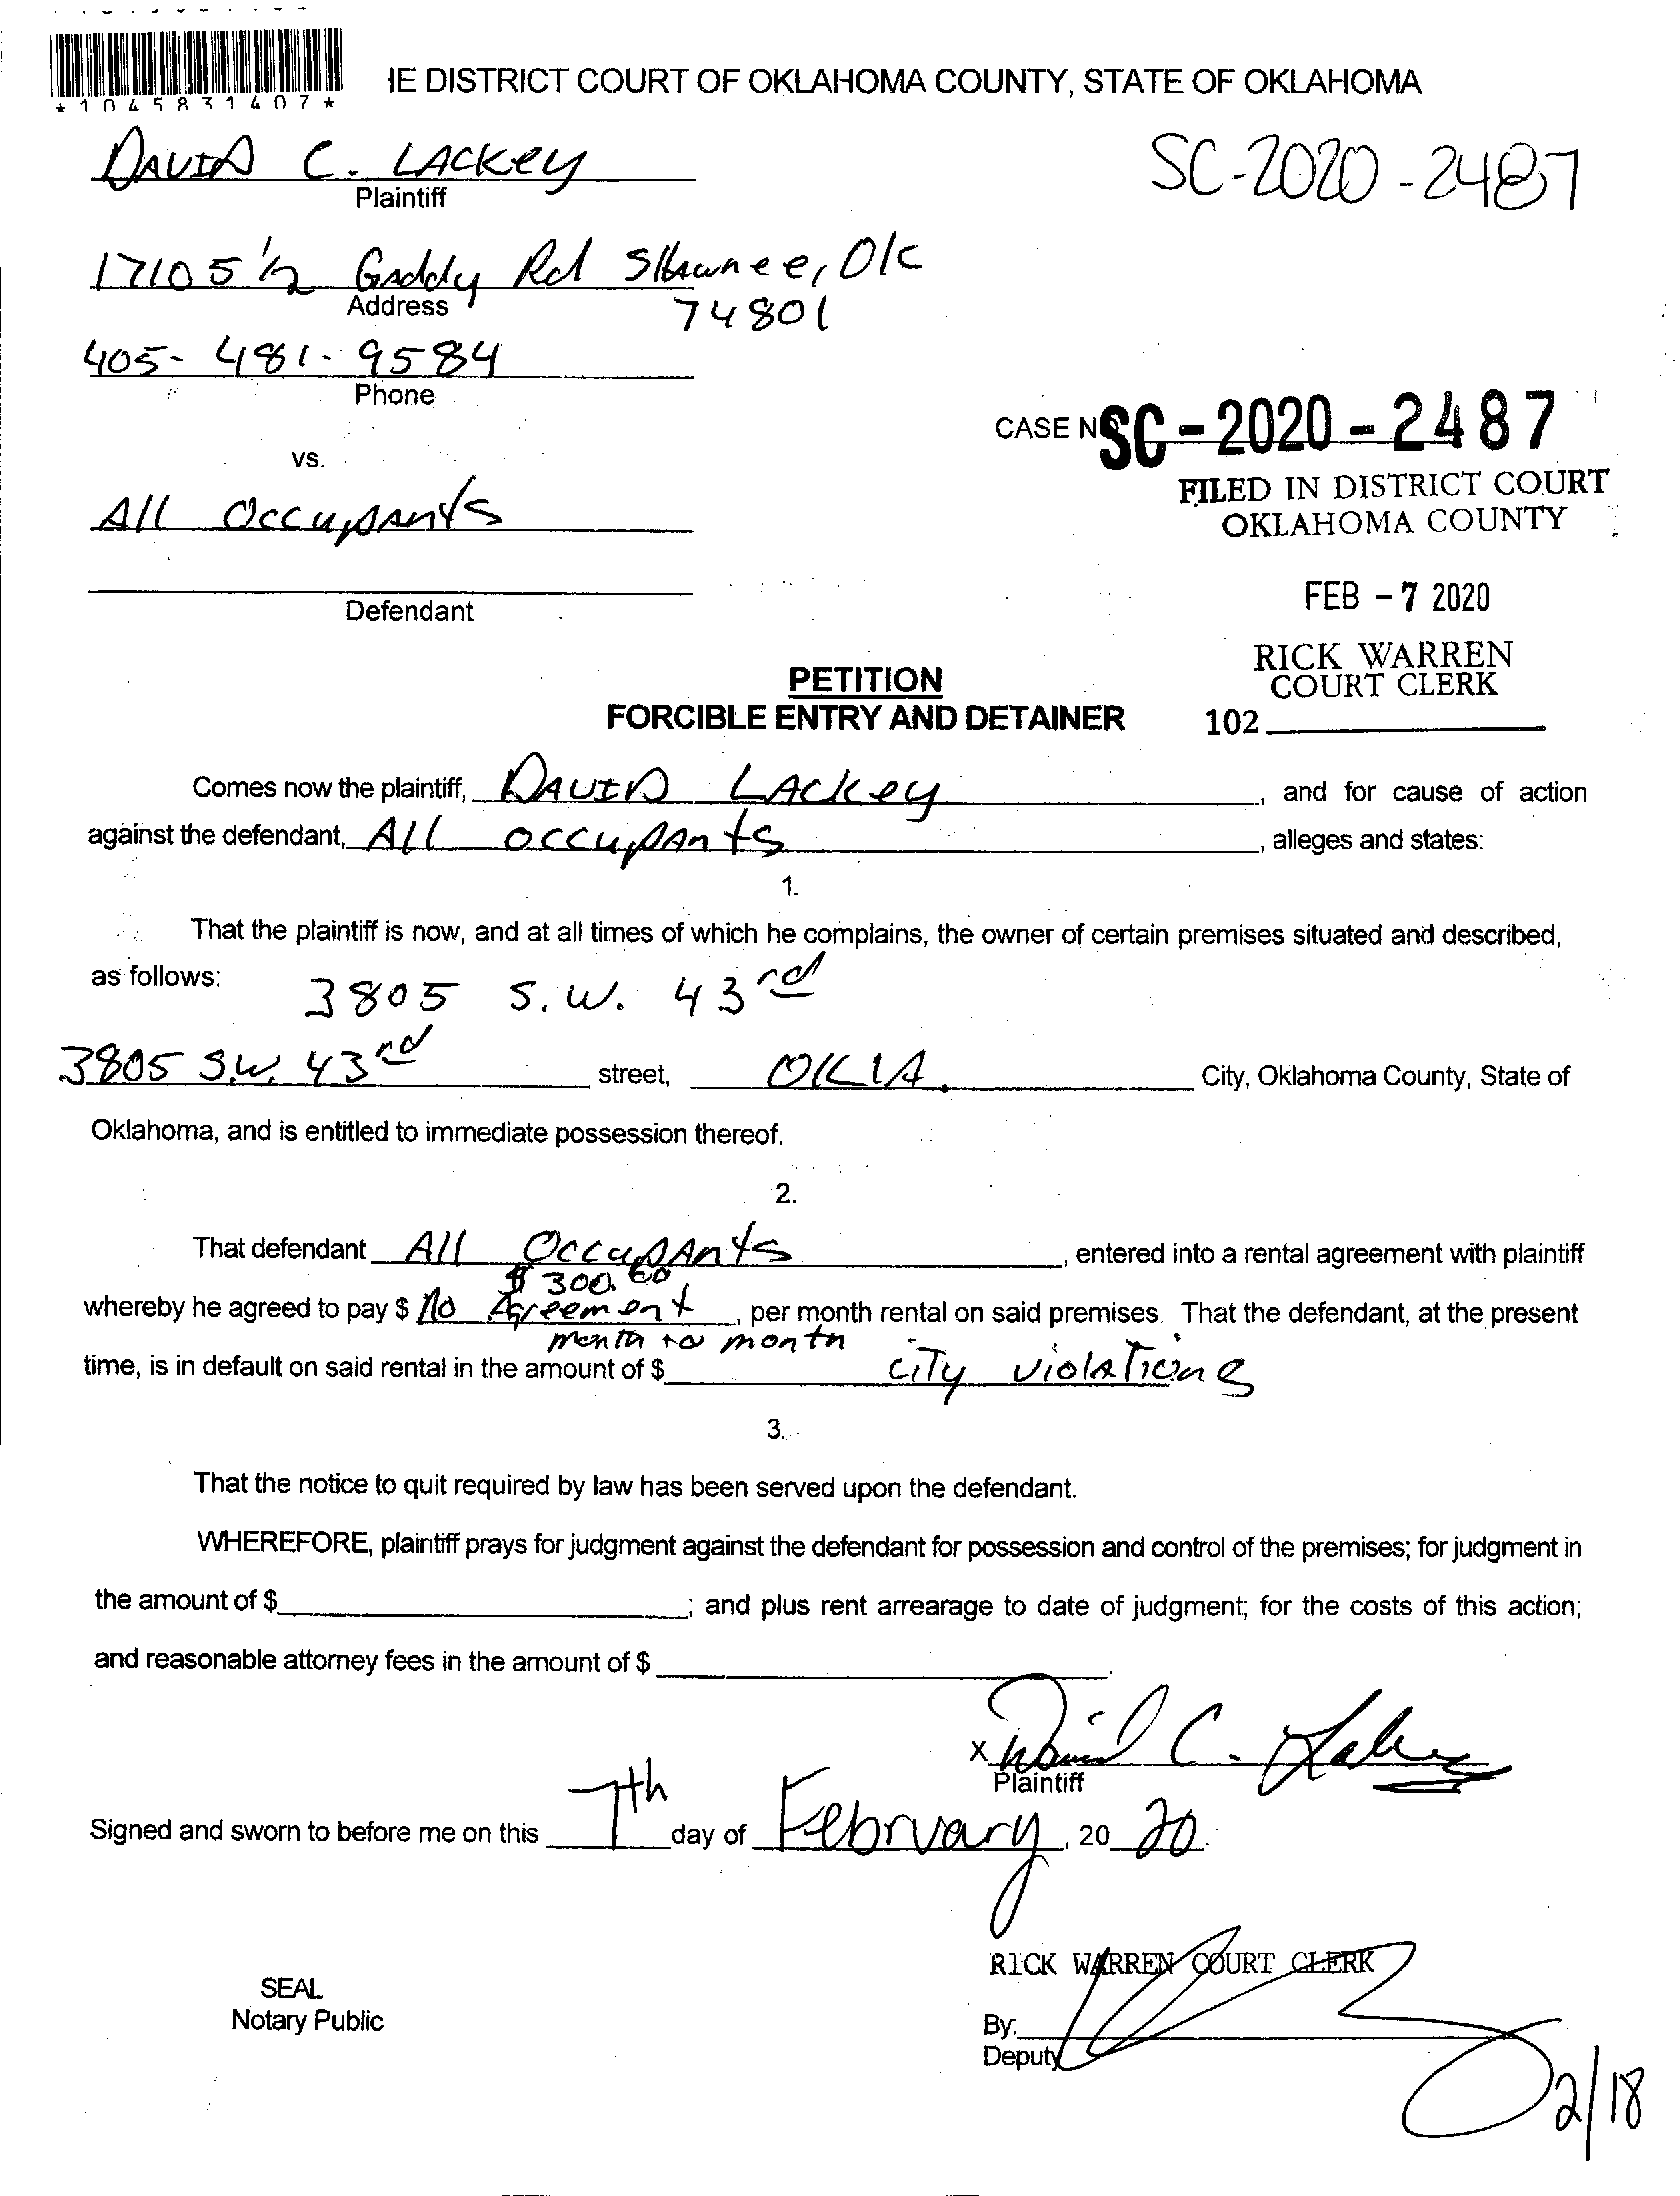 IE DISTRICT COURT OF OKLAHOMA COUNTY, STATE OF OKLAHOMA
*1045831407*
DAVID C. LACKEY
Plaintiff
SC-2020-2487
17105 1/2 Gaddy Rd Shawnee, OK
Address
74801
405-481-9584
Phone
CASE NO SC-2020-2487
vs.
FILED IN DISTRICT COURT
OKLAHOMA COUNTY
All Occupants
FEB -7 2020
Defendant
RICK WARREN
COURT CLERK
102
PETITION
FORCIBLE ENTRY AND DETAINER
Comes now the plaintiff, DAVID LACKEY, and for cause of action
against the defendant, All occupants, alleges and states:
1.
That the plaintiff is now, and at all times of which he complains, the owner of certain premises situated and described,
as follows: 3805 S.W. 43rd
3805 S.W. 43rd street, OKLA. City, Oklahoma County, State of
Oklahoma, and is entitled to immediate possession thereof.
2.
That defendant All Occupants, entered into a rental agreement with plaintiff
$300.00
whereby he agreed to pay $ no Agreement, per month rental on said premises. That the defendant, at the present
month to month
time, is in default on said rental in the amount of $ city violations
3.
That the notice to quit required by law has been served upon the defendant.
WHEREFORE, plaintiff prays for judgment against the defendant for possession and control of the premises; for judgment in
the amount of $ ; and plus rent arrearage to date of judgment; for the costs of this action;
and reasonable attorney fees in the amount of $ .
x David C. Lackey
Plaintiff
Signed and sworn to before me on this 7th day of February, 20 20.
RICK WARREN COURT CLERK
SEAL
Notary Public
By:
Deputy
2/18